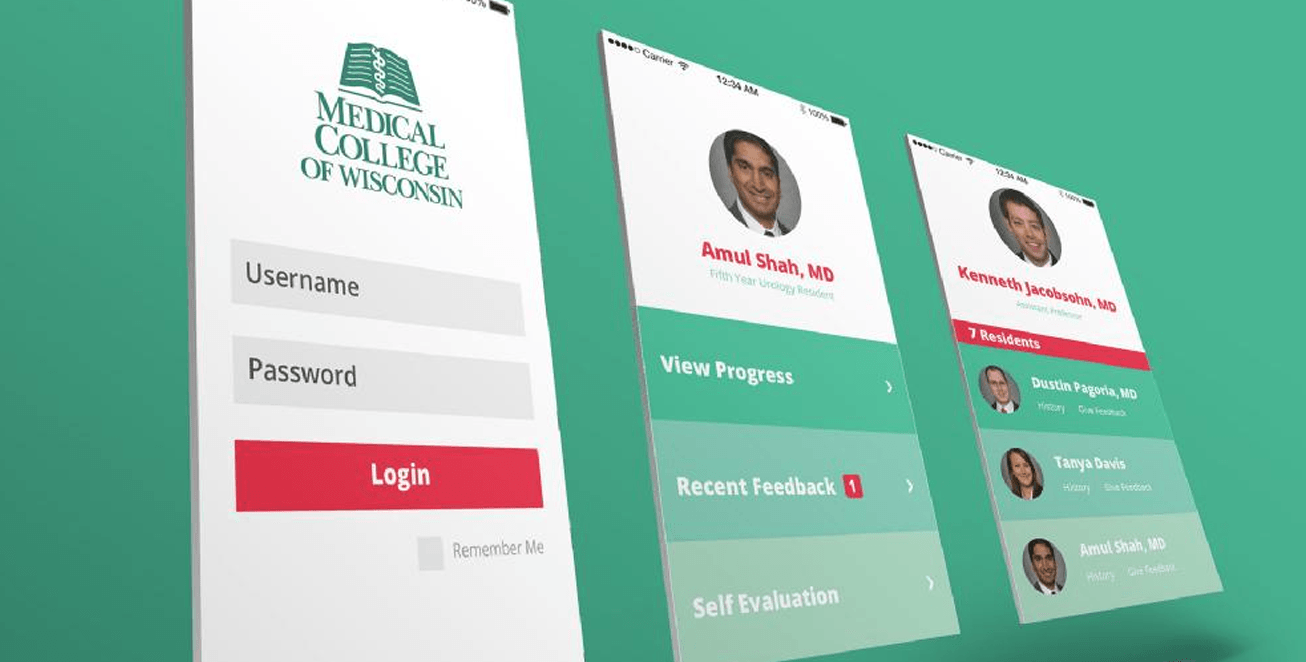 MEDICAL
COLLEGE
OF WISCONSIN
Username
Password
Login
Remember Me
Carrier
12:34 AM
100%
Amul Shah, MD
Fifth Year Urology Resident
View Progress
Recent Feedback 1
Self Evaluation
Carrier
12:34 AM
100%
Kenneth Jacobsohn, MD
Assistant Professor
7 Residents
Dustin Pagoria, MD
History Give Feedback
Tanya Davis
History Give Feedback
Amul Shah, MD
History Give Feedback